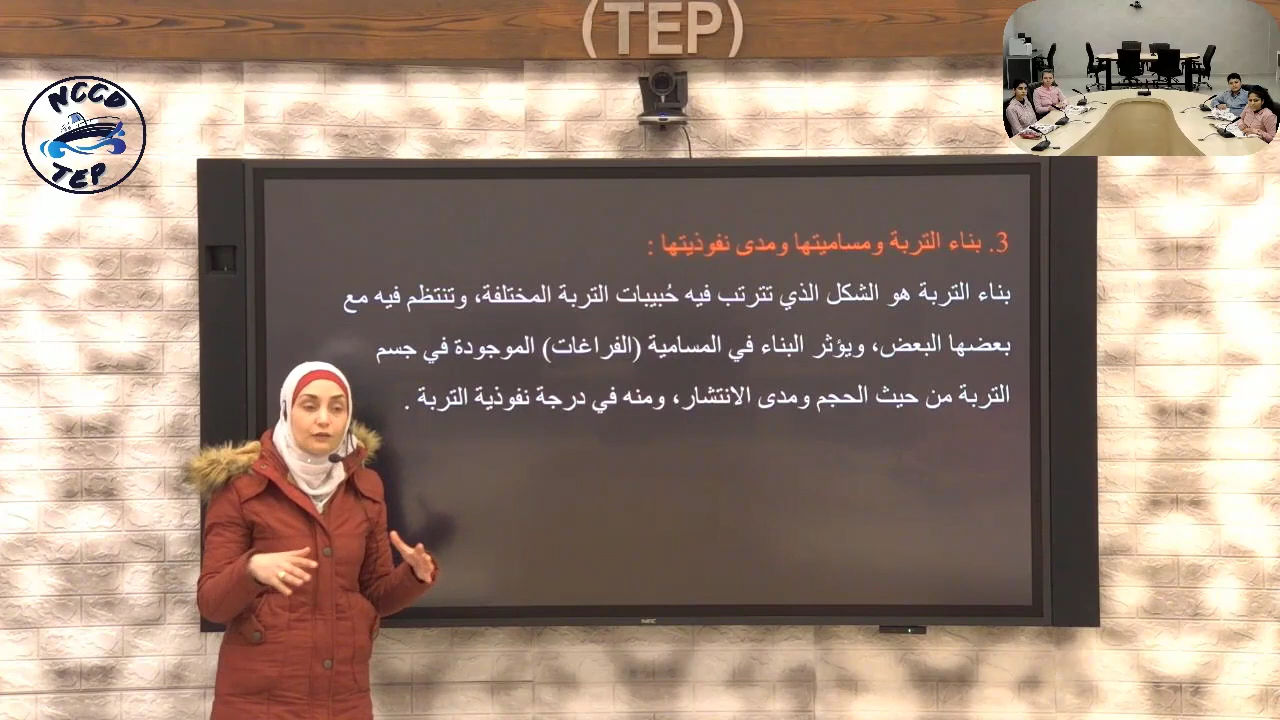 (TEP)
NCCD
TEP
3. بناء التربة ومساميتها ومدى نفوذيتها :
بناء التربة هو الشكل الذي تترتب فيه حُبيبات التربة المختلفة، وتنتظم فيه مع
بعضها البعض، ويؤثر البناء في المسامية (الفراغات) الموجودة في جسم
التربة من حيث الحجم ومدى الانتشار، ومنه في درجة نفوذية التربة .
NEC